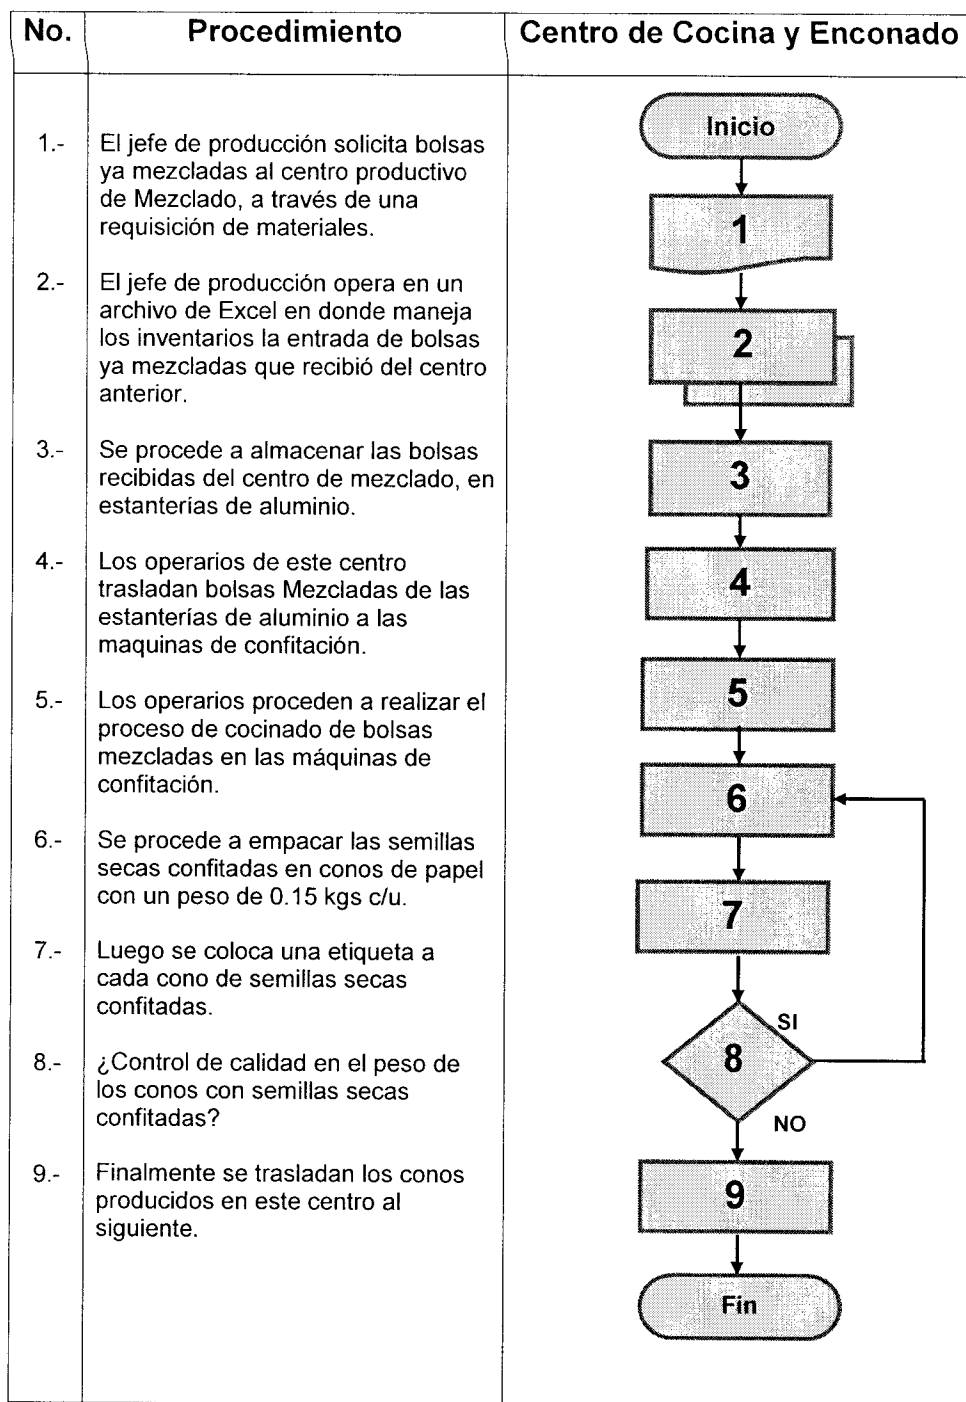 No. Procedimiento Centro de Cocina y Enconado
1.- El jefe de producción solicita bolsas
ya mezcladas al centro productivo
de Mezclado, a través de una
requisición de materiales.
2.- El jefe de producción opera en un
archivo de Excel en donde maneja
los inventarios la entrada de bolsas
ya mezcladas que recibió del centro
anterior.
3.- Se procede a almacenar las bolsas
recibidas del centro de mezclado, en
estanterías de aluminio.
4.- Los operarios de este centro
trasladan bolsas Mezcladas de las
estanterías de aluminio a las
maquinas de confitación.
5.- Los operarios proceden a realizar el
proceso de cocinado de bolsas
mezcladas en las máquinas de
confitación.
6.- Se procede a empacar las semillas
secas confitadas en conos de papel
con un peso de 0.15 kgs c/u.
7.- Luego se coloca una etiqueta a
cada cono de semillas secas
confitadas.
8.- ¿Control de calidad en el peso de
los conos con semillas secas
confitadas?
9.- Finalmente se trasladan los conos
producidos en este centro al
siguiente.
Inicio
1
2
3
4
5
6
7
SI
8
NO
9
Fin